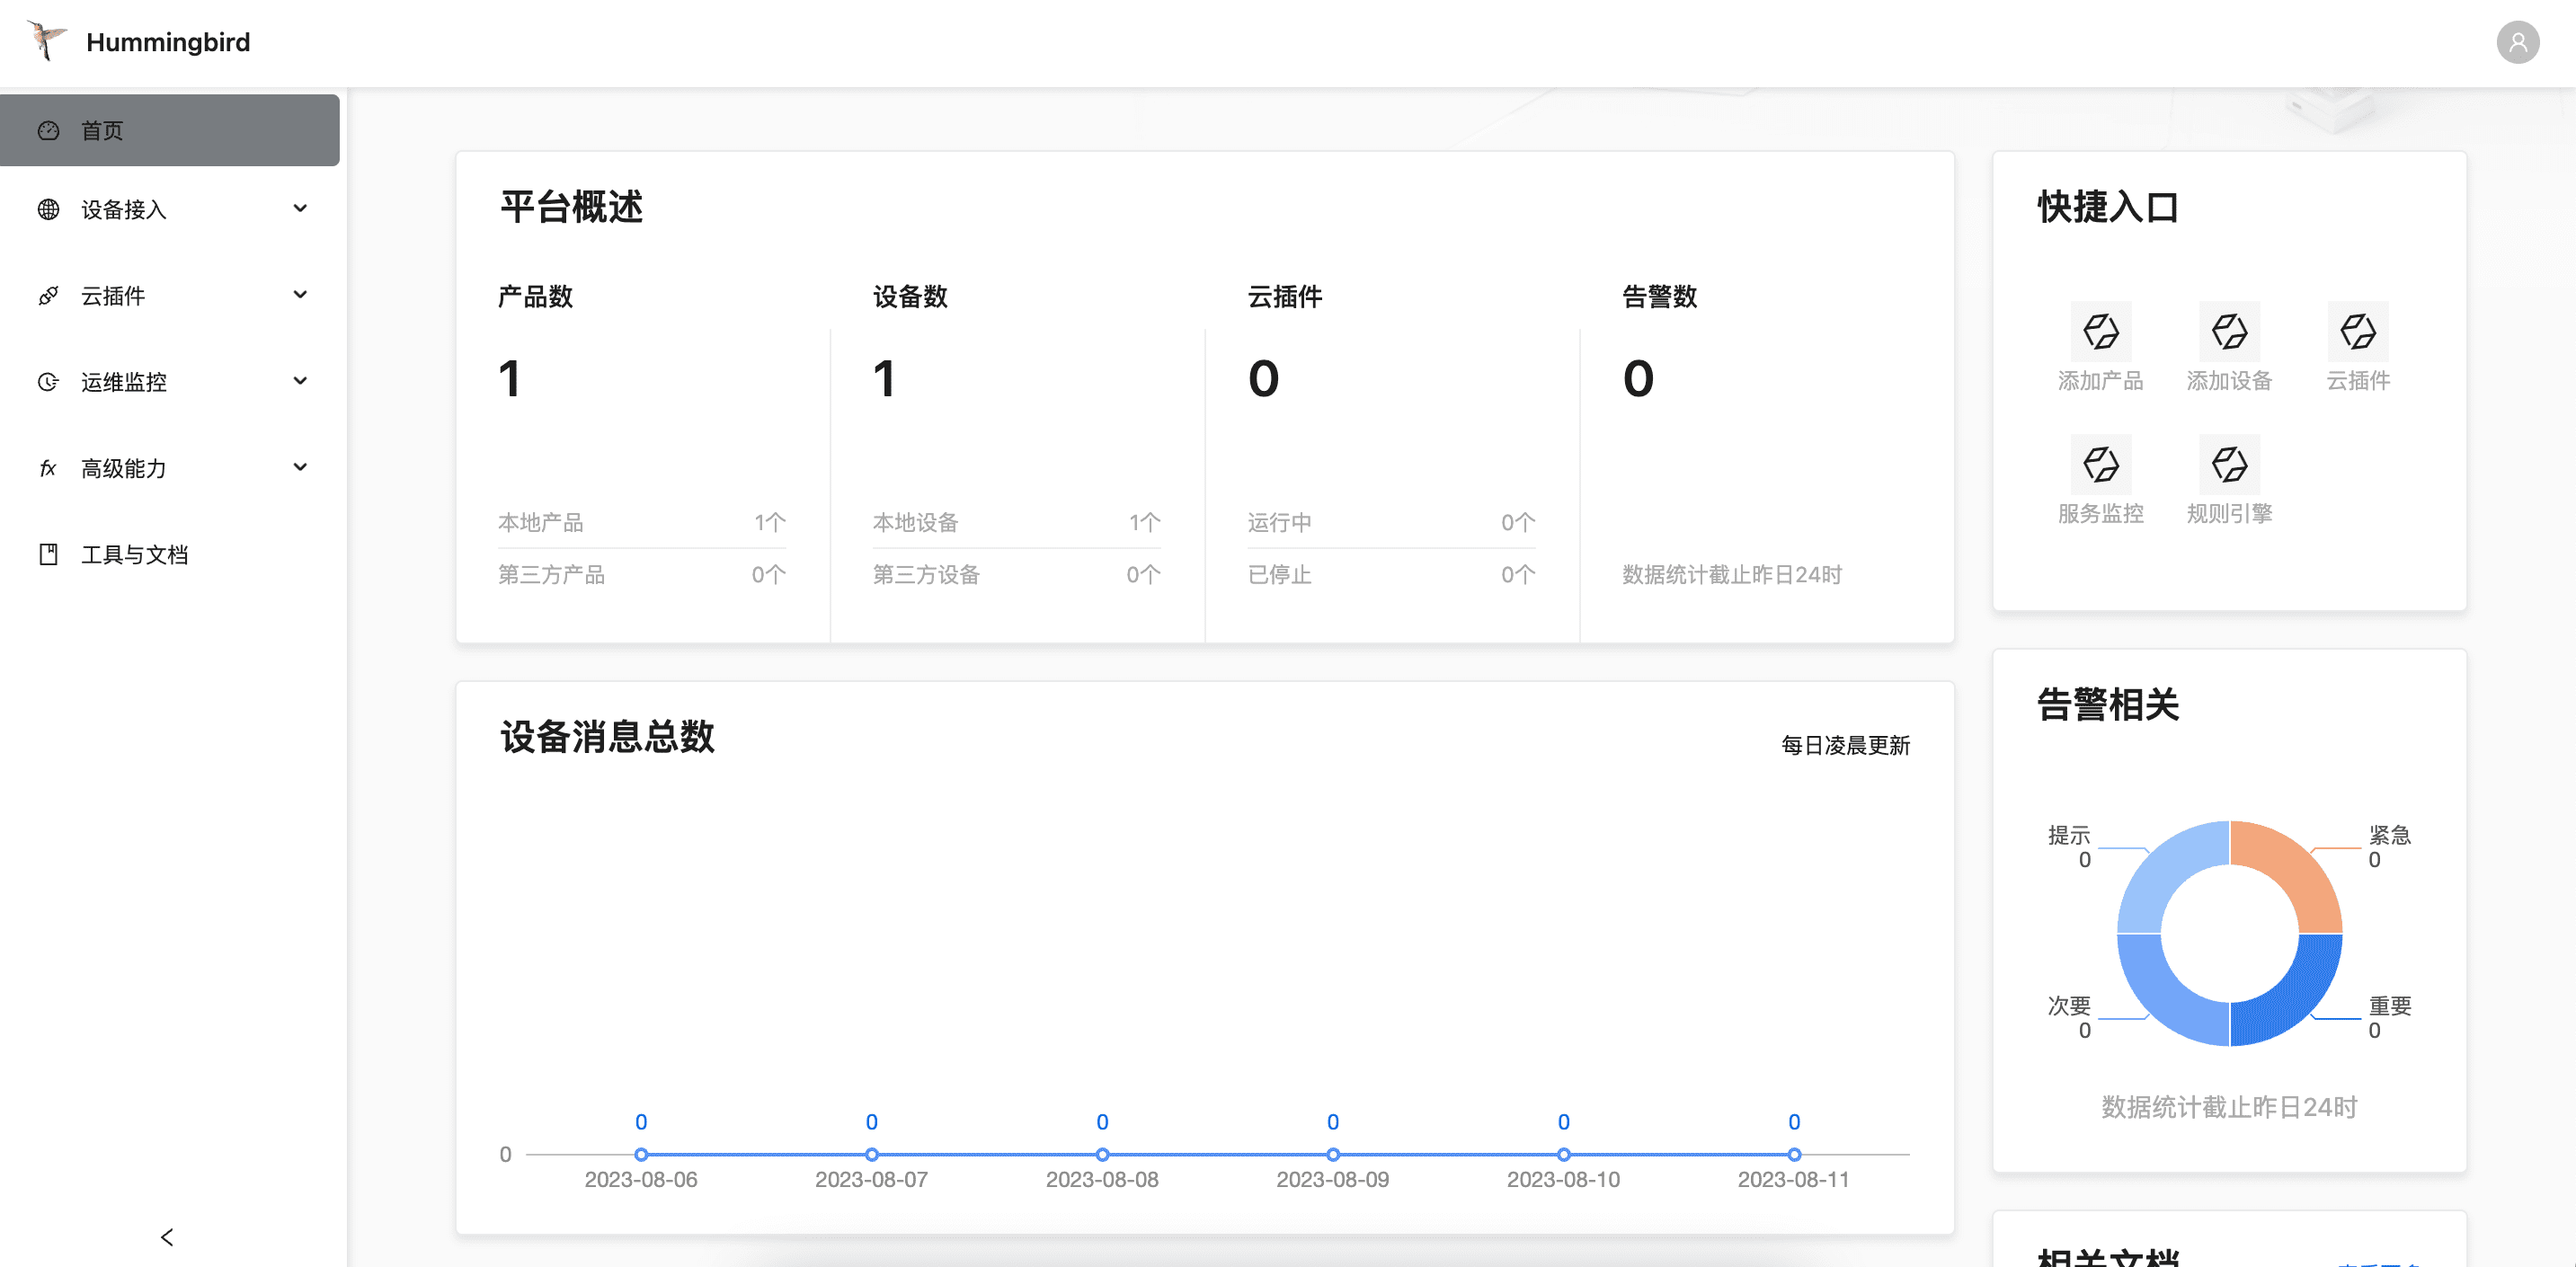 Hummingbird
首页
设备接入
云插件
运维监控
高级能力
工具与文档
平台概述
产品数
1
本地产品 1个
第三方产品 0个
设备数
1
本地设备 1个
第三方设备 0个
云插件
0
运行中 0个
已停止 0个
告警数
0
数据统计截止昨日24时
快捷入口
添加产品
添加设备
云插件
服务监控
规则引擎
设备消息总数
每日凌晨更新
0 0 0 0 0 0
0
2023-08-06 2023-08-07 2023-08-08 2023-08-09 2023-08-10 2023-08-11
告警相关
提示
0
紧急
0
次要
0
重要
0
数据统计截止昨日24时
相关文档